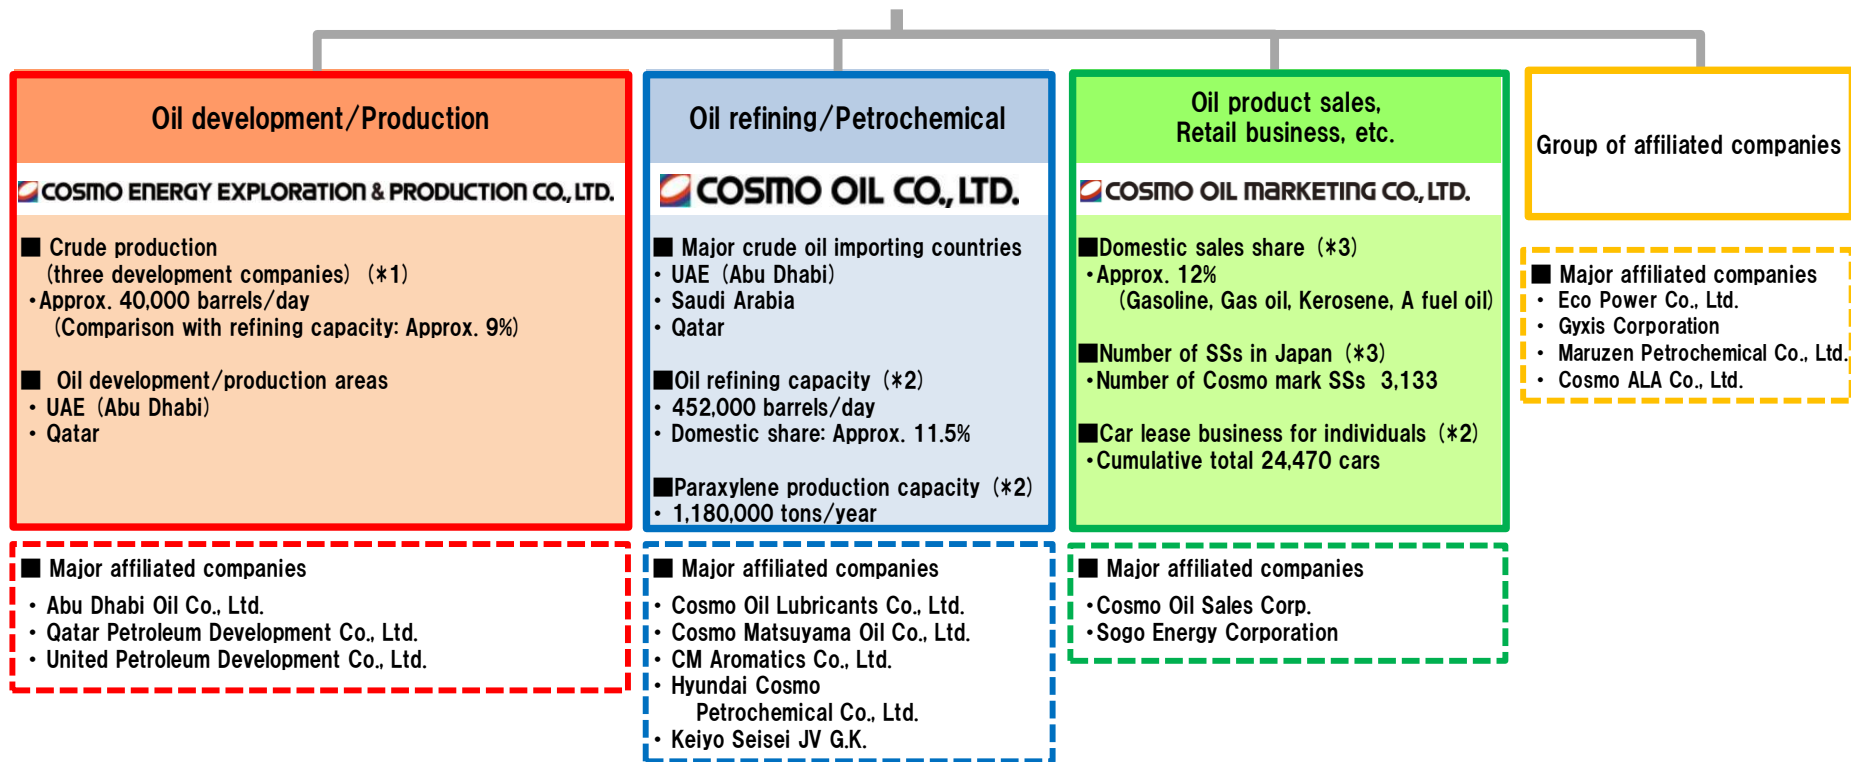 Oil development/Production
COSMO ENERGY EXPLORATION & PRODUCTION CO., LTD.
■ Crude production
(three development companies) (*1)
・Approx. 40,000 barrels/day
(Comparison with refining capacity: Approx. 9%)
■ Oil development/production areas
・ UAE (Abu Dhabi)
・ Qatar
■ Major affiliated companies
・ Abu Dhabi Oil Co., Ltd.
・ Qatar Petroleum Development Co., Ltd.
・ United Petroleum Development Co., Ltd.
Oil refining/Petrochemical
COSMO OIL CO., LTD.
■ Major crude oil importing countries
・ UAE (Abu Dhabi)
・ Saudi Arabia
・ Qatar
■Oil refining capacity (*2)
・ 452,000 barrels/day
・ Domestic share: Approx. 11.5%
■Paraxylene production capacity (*2)
・ 1,180,000 tons/year
■ Major affiliated companies
・ Cosmo Oil Lubricants Co., Ltd.
・ Cosmo Matsuyama Oil Co., Ltd.
・ CM Aromatics Co., Ltd.
・ Hyundai Cosmo
Petrochemical Co., Ltd.
・ Keiyo Seisei JV G.K.
Oil product sales,
Retail business, etc.
COSMO OIL MARKETING CO., LTD.
■Domestic sales share (*3)
・Approx. 12%
(Gasoline, Gas oil, Kerosene, A fuel oil)
■Number of SSs in Japan (*3)
・Number of Cosmo mark SSs 3,133
■Car lease business for individuals (*2)
・Cumulative total 24,470 cars
■ Major affiliated companies
・Cosmo Oil Sales Corp.
・Sogo Energy Corporation
Group of affiliated companies
■ Major affiliated companies
・ Eco Power Co., Ltd.
・ Gyxis Corporation
・ Maruzen Petrochemical Co., Ltd.
・ Cosmo ALA Co., Ltd.